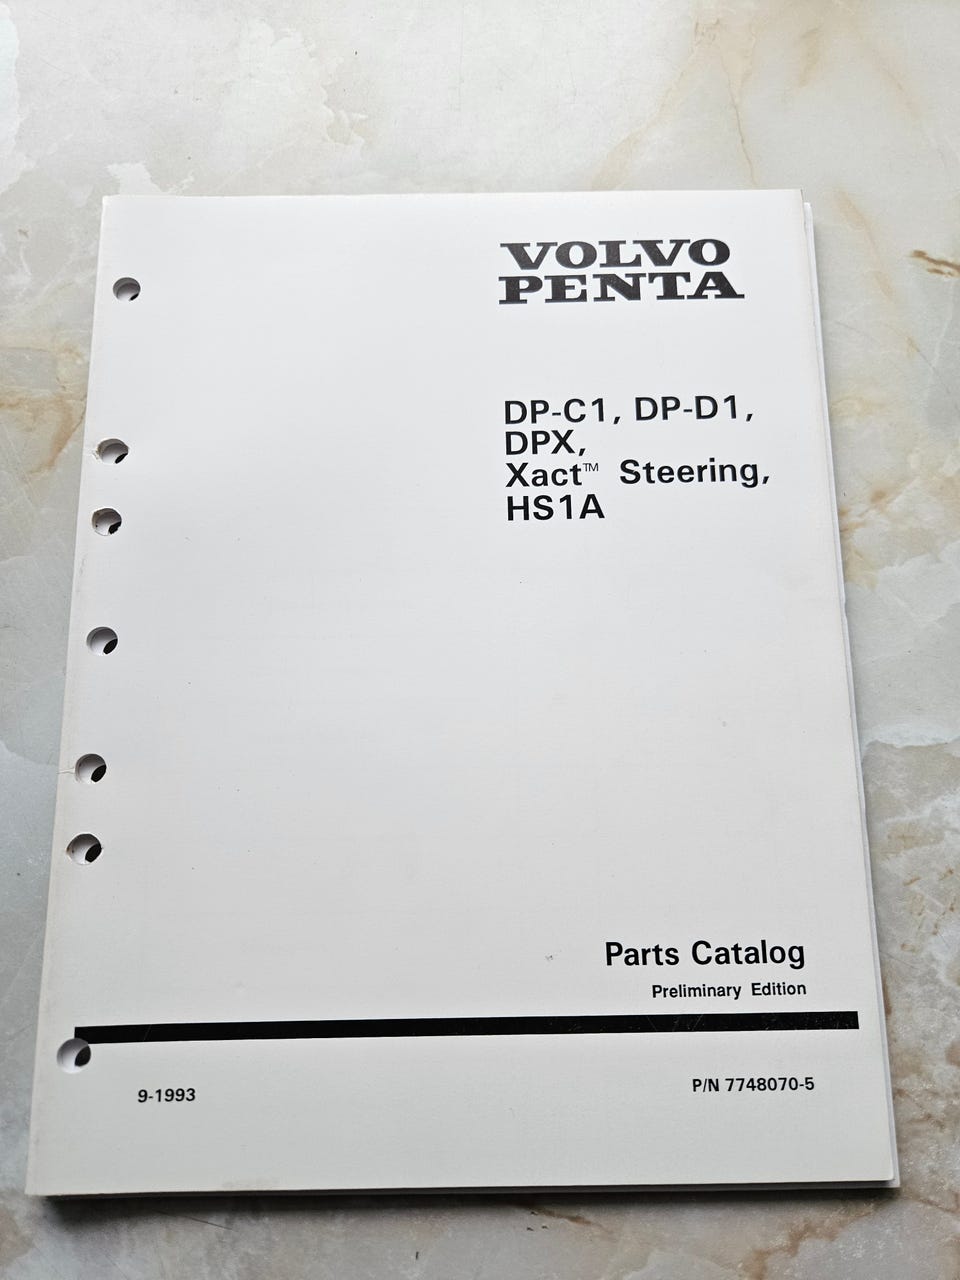 VOLVO
PENTA
DP-C1, DP-D1,
DPX,
Xact™ Steering,
HS1A
Parts Catalog
Preliminary Edition
9-1993
P/N 7748070-5